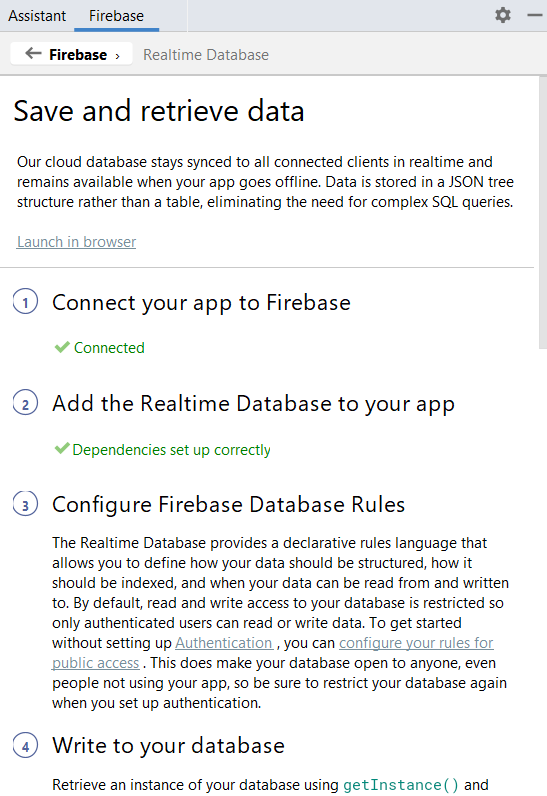 Assistant Firebase
← Firebase › Realtime Database
Save and retrieve data
Our cloud database stays synced to all connected clients in realtime and
remains available when your app goes offline. Data is stored in a JSON tree
structure rather than a table, eliminating the need for complex SQL queries.
Launch in browser
1 Connect your app to Firebase
Connected
2 Add the Realtime Database to your app
Dependencies set up correctly
3 Configure Firebase Database Rules
The Realtime Database provides a declarative rules language that
allows you to define how your data should be structured, how it
should be indexed, and when your data can be read from and written
to. By default, read and write access to your database is restricted so
only authenticated users can read or write data. To get started
without setting up Authentication , you can configure your rules for
public access . This does make your database open to anyone, even
people not using your app, so be sure to restrict your database again
when you set up authentication.
4 Write to your database
Retrieve an instance of your database using getInstance() and